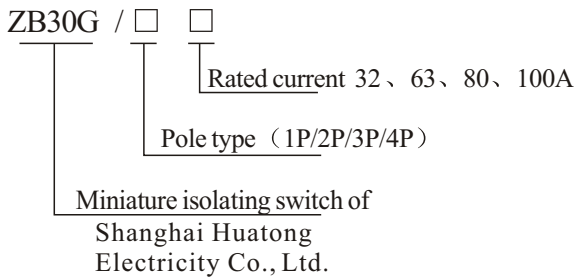 ZB30G / □ □
Rated current 32、63、80、100A
Pole type（1P/2P/3P/4P）
Miniature isolating switch of
Shanghai Huatong
Electricity Co., Ltd.